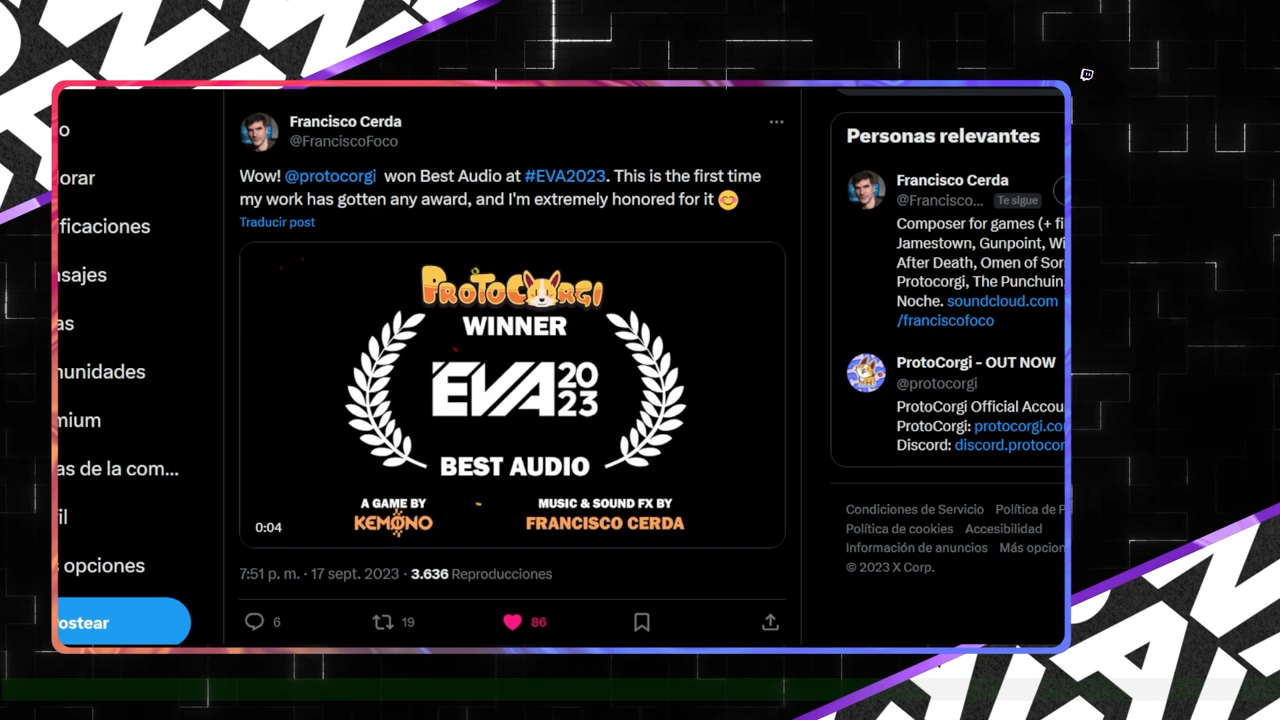 o
orar
ificaciones
nsajes
as
nunidades
mium
as de la com...
il
s opciones
ostear
Francisco Cerda
@FranciscoFoco
Wow! @protocorgi won Best Audio at #EVA2023. This is the first time
my work has gotten any award, and I'm extremely honored for it
Traducir post
PROTOCORGI
WINNER
EVA 2023
BEST AUDIO
A GAME BY
KEMONO
MUSIC & SOUND FX BY
FRANCISCO CERDA
0:04
7:51 p. m. · 17 sept. 2023 · 3.636 Reproducciones
6
19
86
Personas relevantes
Francisco Cerda
@Francisco... Te sigue
Composer for games (+ fi
Jamestown, Gunpoint, Wi
After Death, Omen of Sor
Protocorgi, The Punchuin
Noche. soundcloud.com
/franciscofoco
ProtoCorgi - OUT NOW
@protocorgi
ProtoCorgi Official Accou
ProtoCorgi: protocorgi.co
Discord: discord.protocor
Condiciones de Servicio Política de P
Política de cookies Accesibilidad
Información de anuncios Más opcion
© 2023 X Corp.